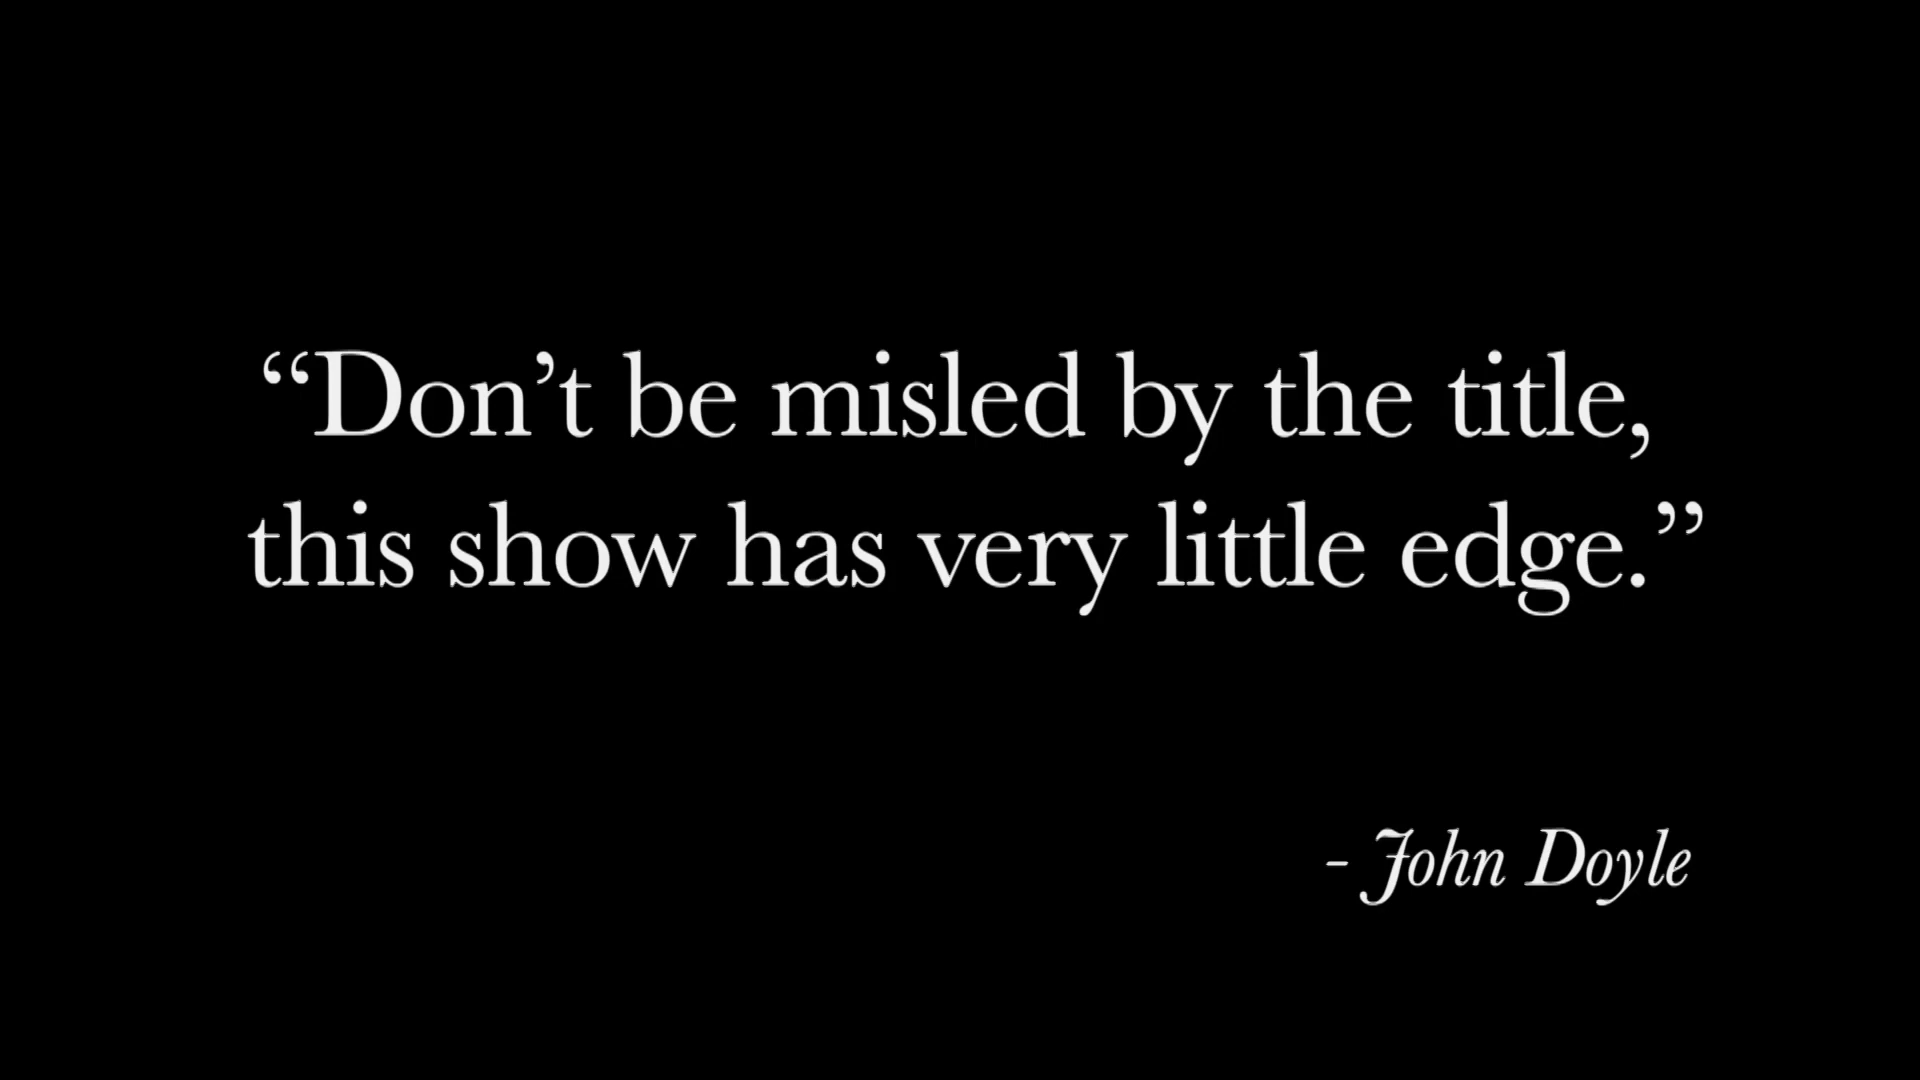 “Don’t be misled by the title,
this show has very little edge.”
- John Doyle